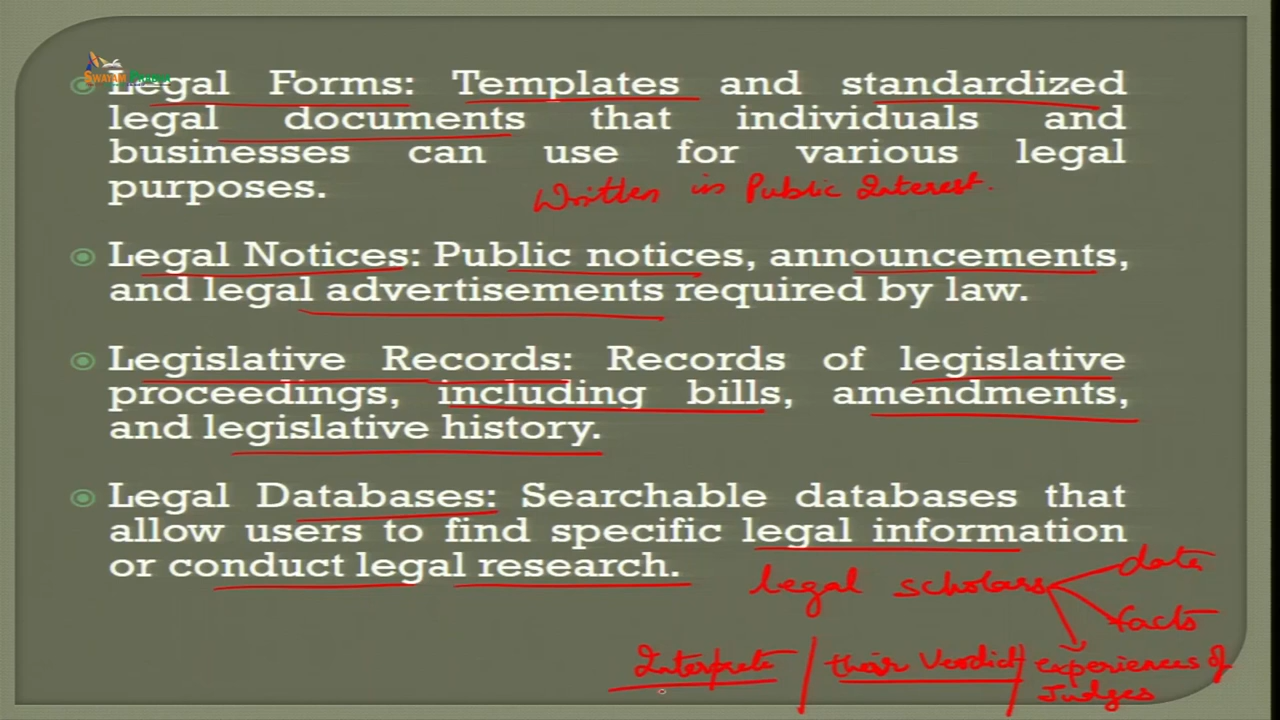 Legal Forms: Templates and standardized
legal documents that individuals and
businesses can use for various legal
purposes.
Written in Public Interest.
Legal Notices: Public notices, announcements,
and legal advertisements required by law.
Legislative Records: Records of legislative
proceedings, including bills, amendments,
and legislative history.
Legal Databases: Searchable databases that
allow users to find specific legal information
or conduct legal research.
legal scholars
data
facts
Interprete their Verdict experiences of
Judges